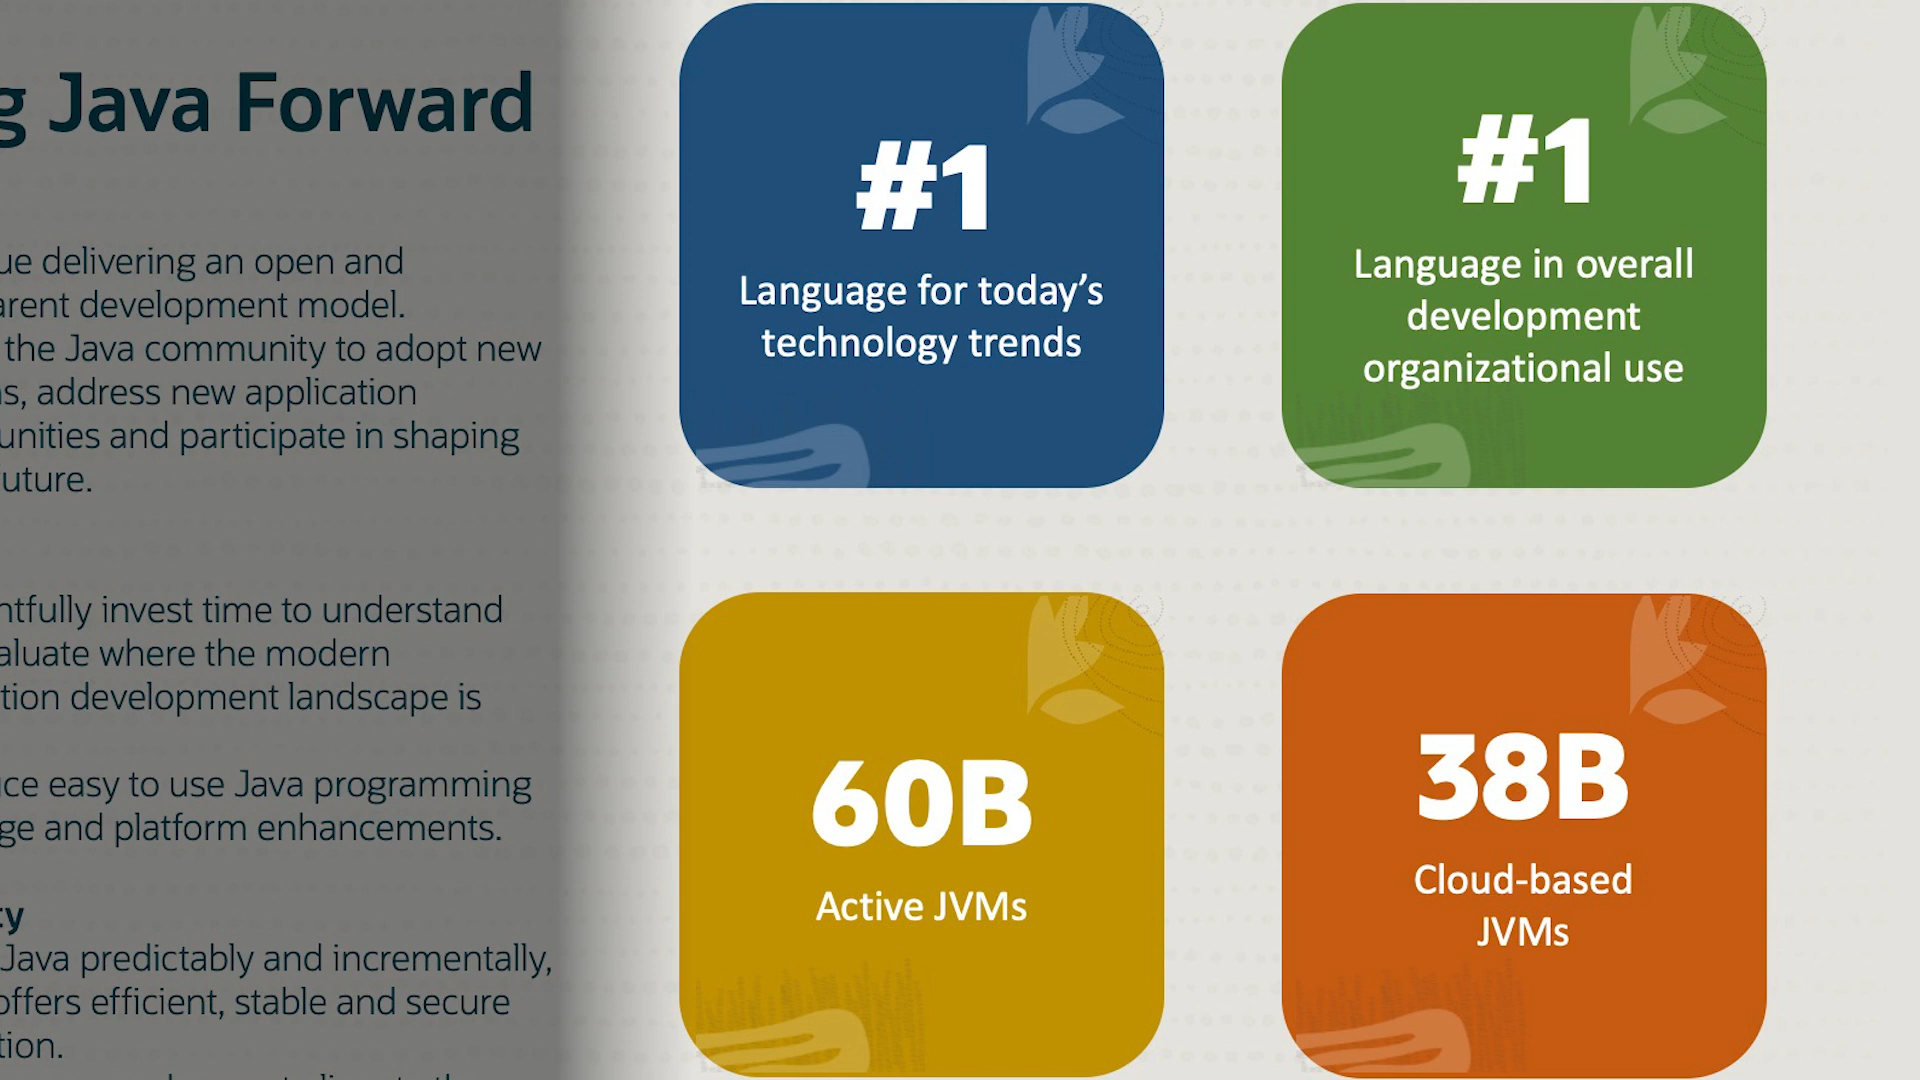 g Java Forward
ue delivering an open and
arent development model.
the Java community to adopt new
s, address new application
unities and participate in shaping
uture.
ntfully invest time to understand
aluate where the modern
tion development landscape is
ice easy to use Java programming
ge and platform enhancements.
ty
Java predictably and incrementally,
offers efficient, stable and secure
tion.
#1
Language for today’s
technology trends
#1
Language in overall
development
organizational use
60B
Active JVMs
38B
Cloud-based
JVMs